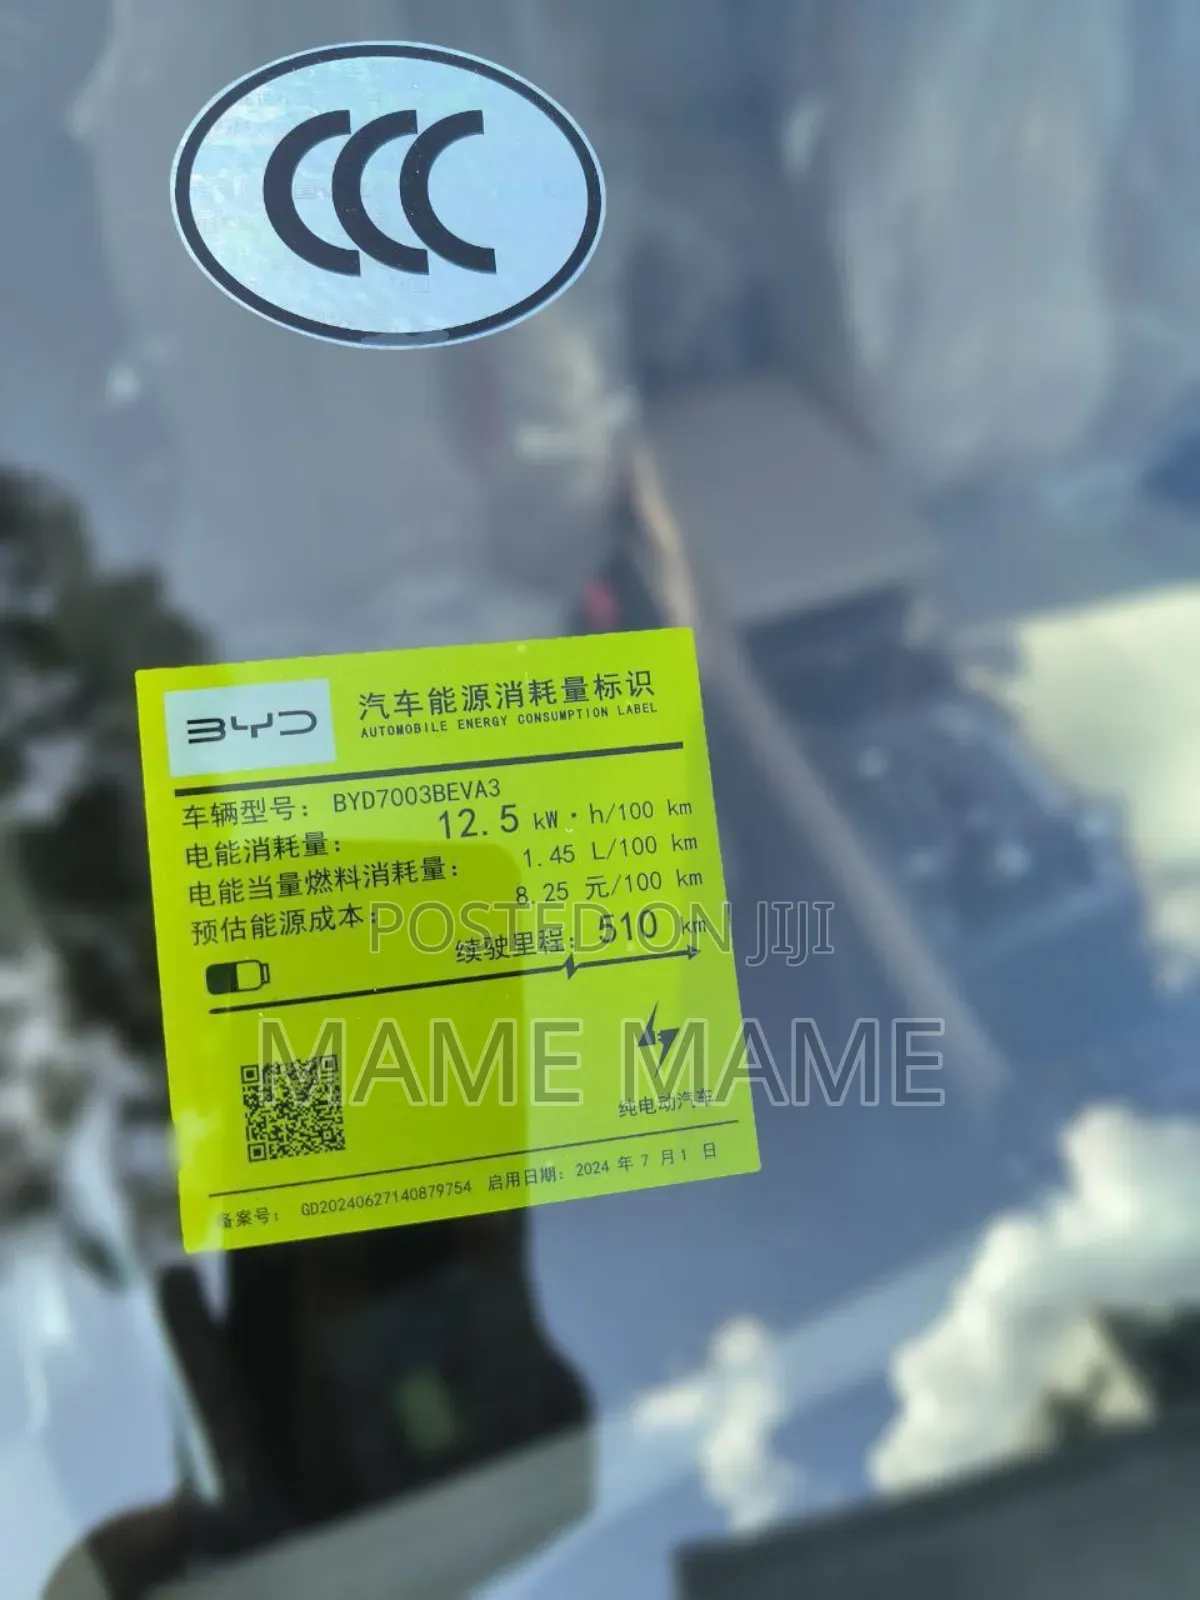 CCC
BYD
汽车能源消耗量标识
AUTOMOBILE ENERGY CONSUMPTION LABEL
车辆型号: BYD7003BEVA3
电能消耗量: 12.5 kW·h/100 km
电能当量燃料消耗量: 1.45 L/100 km
预估能源成本: 8.25 元/100 km
续驶里程: 510 km
POSTED ON JIJI
MAME MAME
纯电动汽车
备案号: GD20240627140879754 启用日期: 2024 年 7 月 1 日